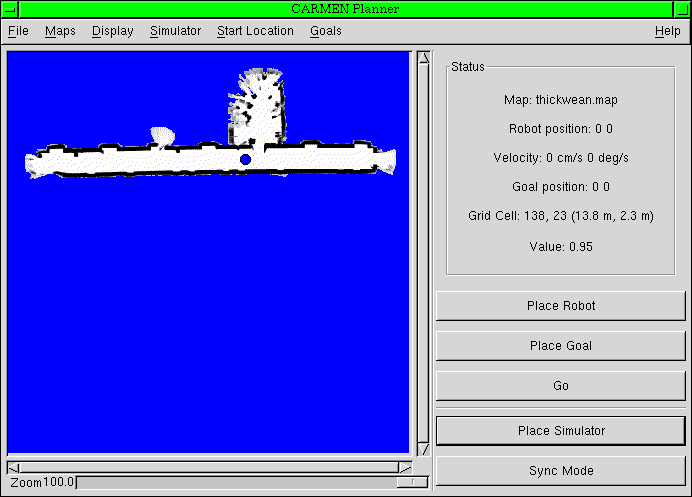 CARMEN Planner
File Maps Display Simulator Start Location Goals Help
Status
Map: thickwean.map
Robot position: 0 0
Velocity: 0 cm/s 0 deg/s
Goal position: 0 0
Grid Cell: 138, 23 (13.8 m, 2.3 m)
Value: 0.95
Place Robot
Place Goal
Go
Place Simulator
Sync Mode
Zoom 100.0